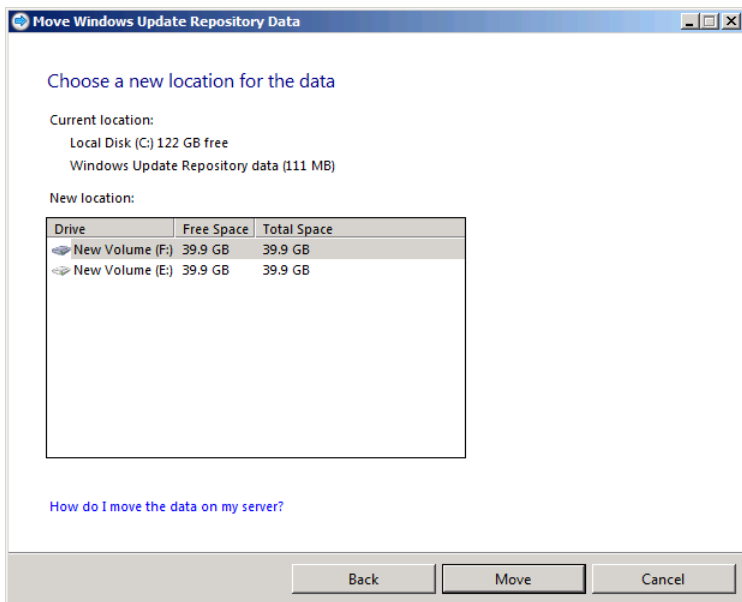 Move Windows Update Repository Data
Choose a new location for the data
Current location:
Local Disk (C:) 122 GB free
Windows Update Repository data (111 MB)
New location:
Drive Free Space Total Space
New Volume (F:) 39.9 GB 39.9 GB
New Volume (E:) 39.9 GB 39.9 GB
How do I move the data on my server?
Back Move Cancel